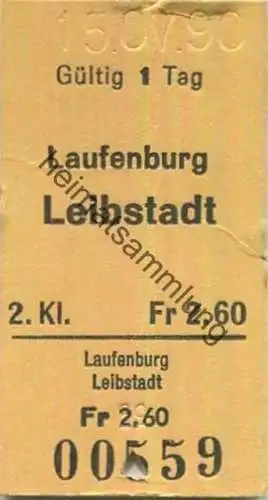 15.04.90
Gültig 1 Tag
Laufenburg
Leibstadt
2. Kl. Fr 2.60
Laufenburg
Leibstadt
Fr 2.60
00559
Heimatsammlung